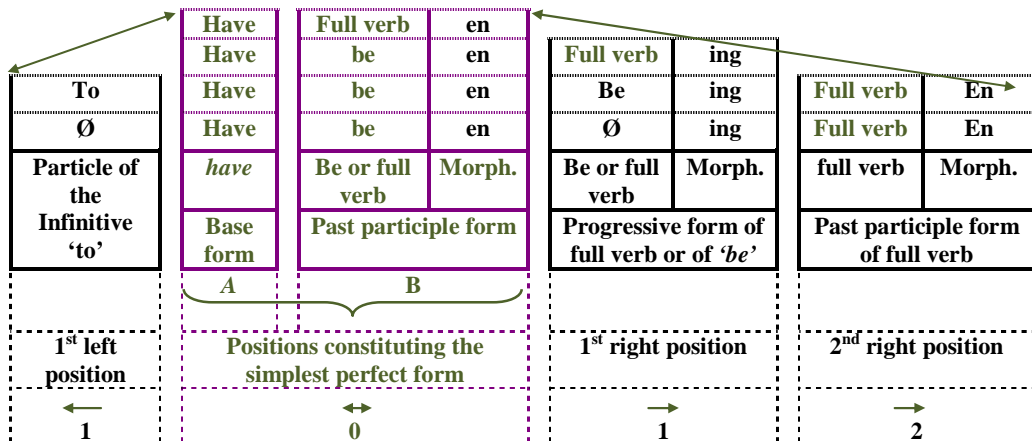 Have Full verb en
Have be en Full verb ing
To Have be en Be ing Full verb En
Ø Have be en Ø ing Full verb En
Particle of the Infinitive ‘to’
have
Be or full verb
Morph.
Be or full verb
Morph.
full verb
Morph.
Base form
Past participle form
Progressive form of full verb or of ‘be’
Past participle form of full verb
A B
1st left position
Positions constituting the simplest perfect form
1st right position
2nd right position
← ↔ → →
1 0 1 2